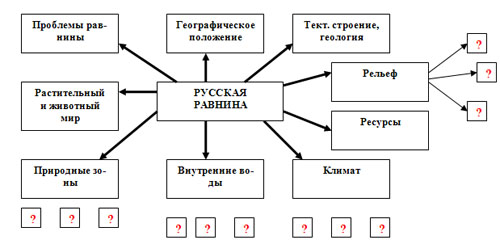 Проблемы рав-
нины
Географическое
положение
Тект. строение,
геология
?
Рельеф
?
?
Растительный
и животный
мир
РУССКАЯ
РАВНИНА
Ресурсы
Природные зо-
ны
Внутренние во-
ды
Климат
? ? ?
? ? ?
? ? ?